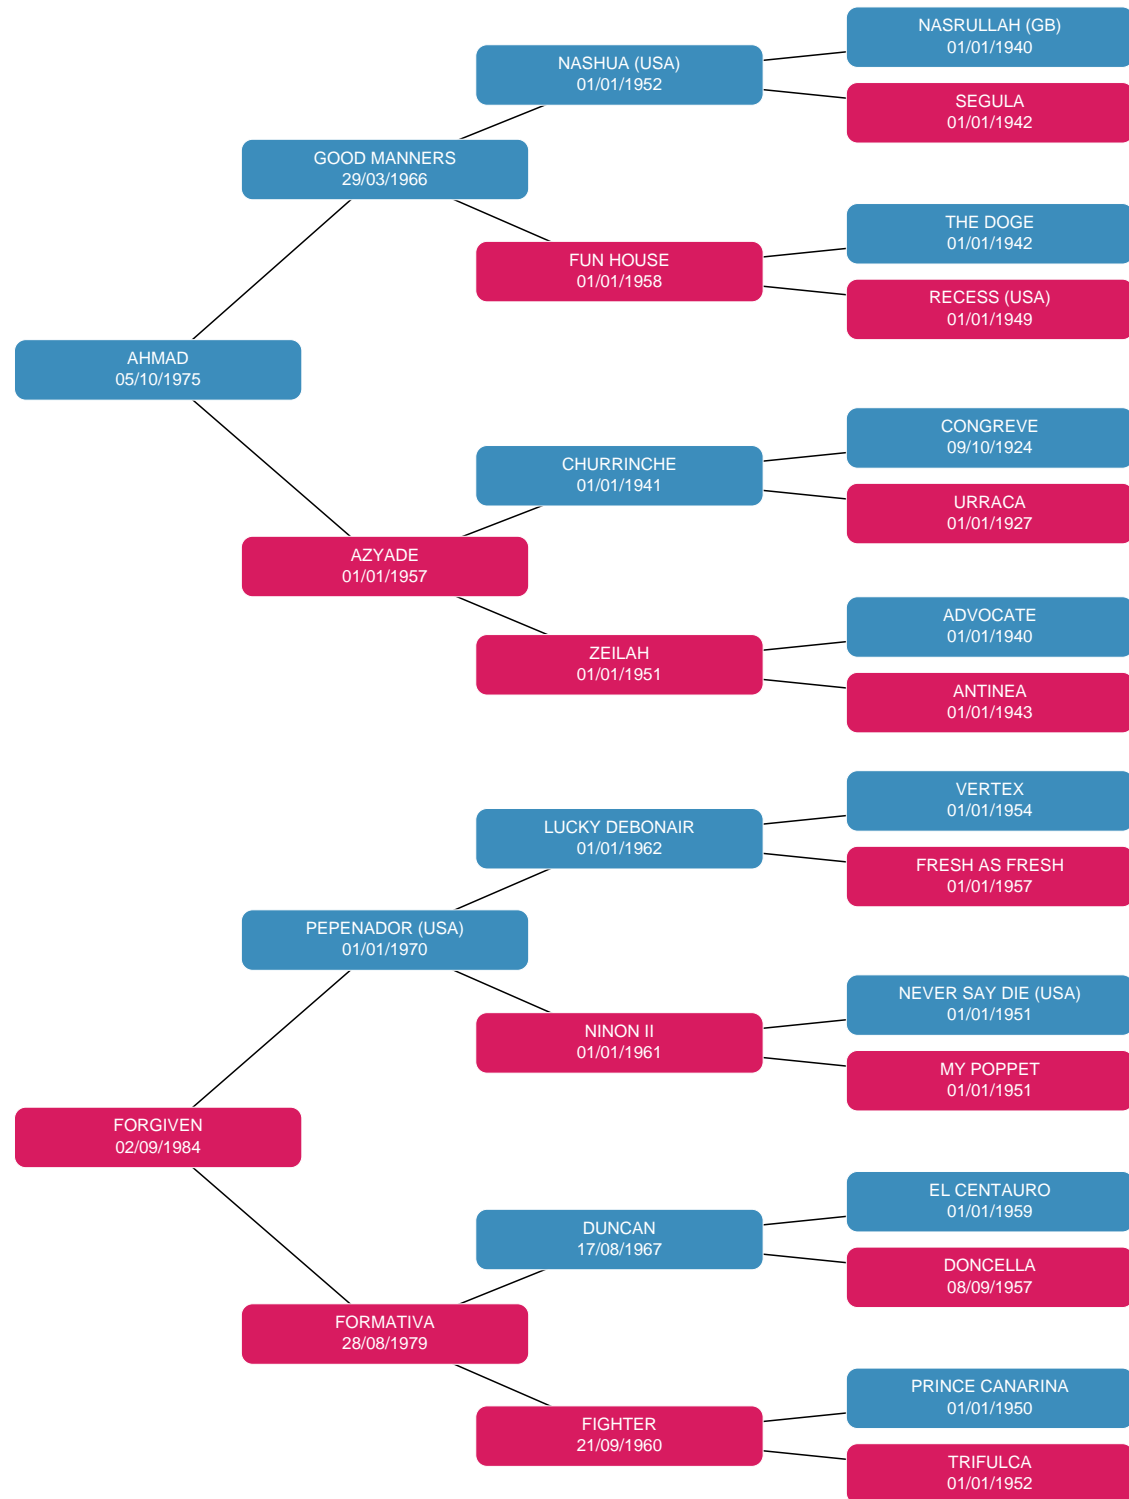 NASRULLAH (GB)
01/01/1940
NASHUA (USA)
01/01/1952
SEGULA
01/01/1942
GOOD MANNERS
29/03/1966
THE DOGE
01/01/1942
FUN HOUSE
01/01/1958
RECESS (USA)
01/01/1949
AHMAD
05/10/1975
CONGREVE
09/10/1924
CHURRINCHE
01/01/1941
URRACA
01/01/1927
AZYADE
01/01/1957
ADVOCATE
01/01/1940
ZEILAH
01/01/1951
ANTINEA
01/01/1943
VERTEX
01/01/1954
LUCKY DEBONAIR
01/01/1962
FRESH AS FRESH
01/01/1957
PEPENADOR (USA)
01/01/1970
NEVER SAY DIE (USA)
01/01/1951
NINON II
01/01/1961
MY POPPET
01/01/1951
FORGIVEN
02/09/1984
EL CENTAURO
01/01/1959
DUNCAN
17/08/1967
DONCELLA
08/09/1957
FORMATIVA
28/08/1979
PRINCE CANARINA
01/01/1950
FIGHTER
21/09/1960
TRIFULCA
01/01/1952